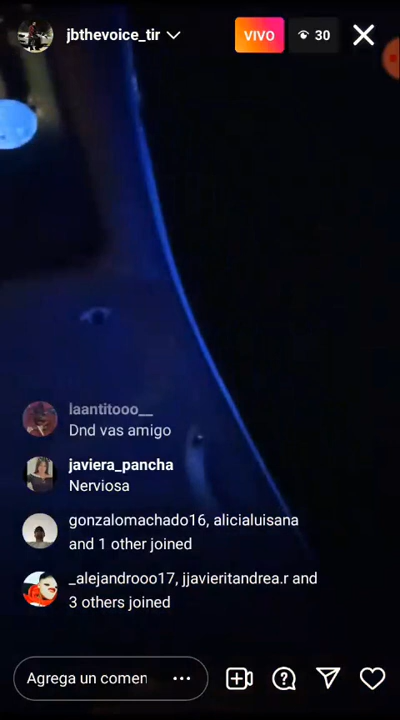 jbthevoice_tir
VIVO
30
laantitooo__
Dnd vas amigo
javiera_pancha
Nerviosa
gonzalomachado16, alicialuisana
and 1 other joined
_alejandrooo17, jjavieritandrea.r and
3 others joined
Agrega un comen